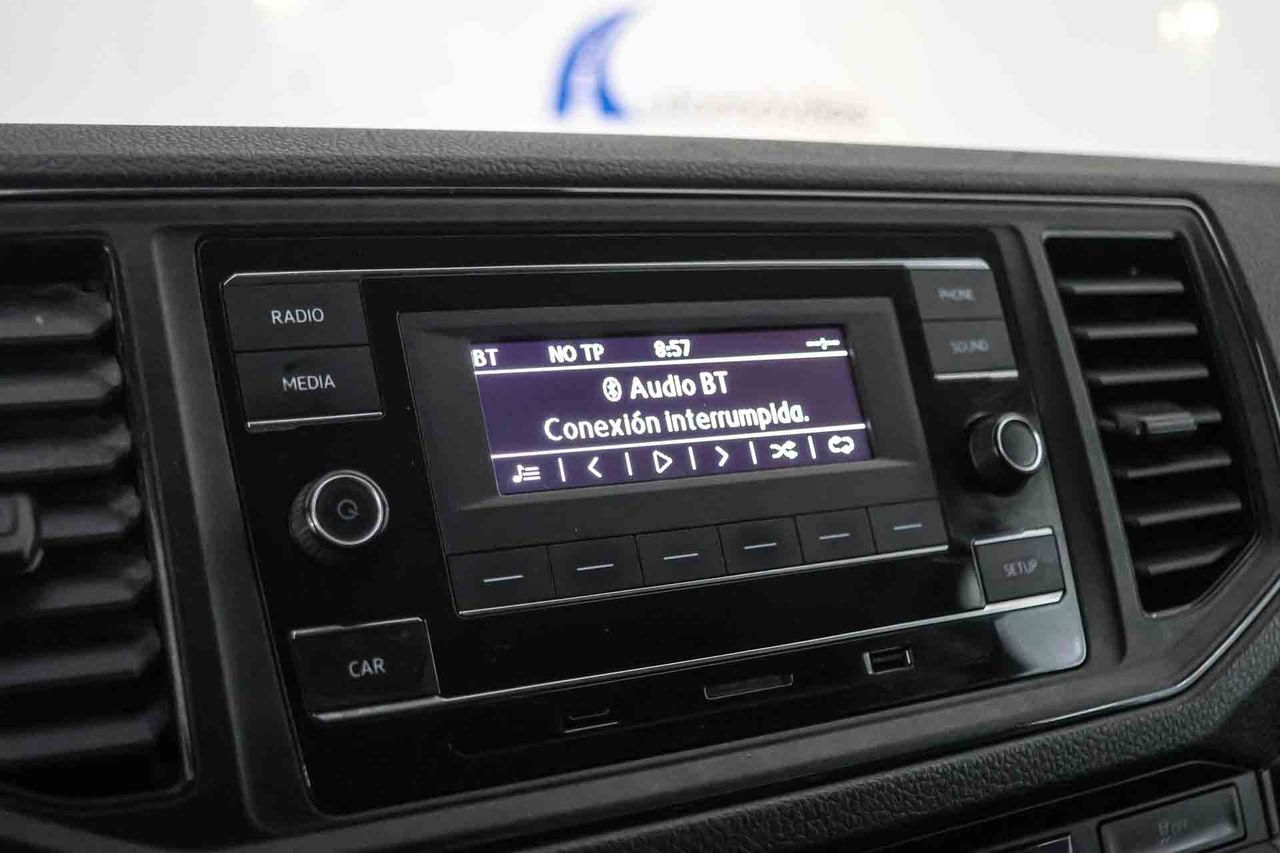 RADIO
MEDIA
CAR
BT NO TP 8:57
Audio BT
Conexión interrumpida.
PHONE
SOUND
SETUP